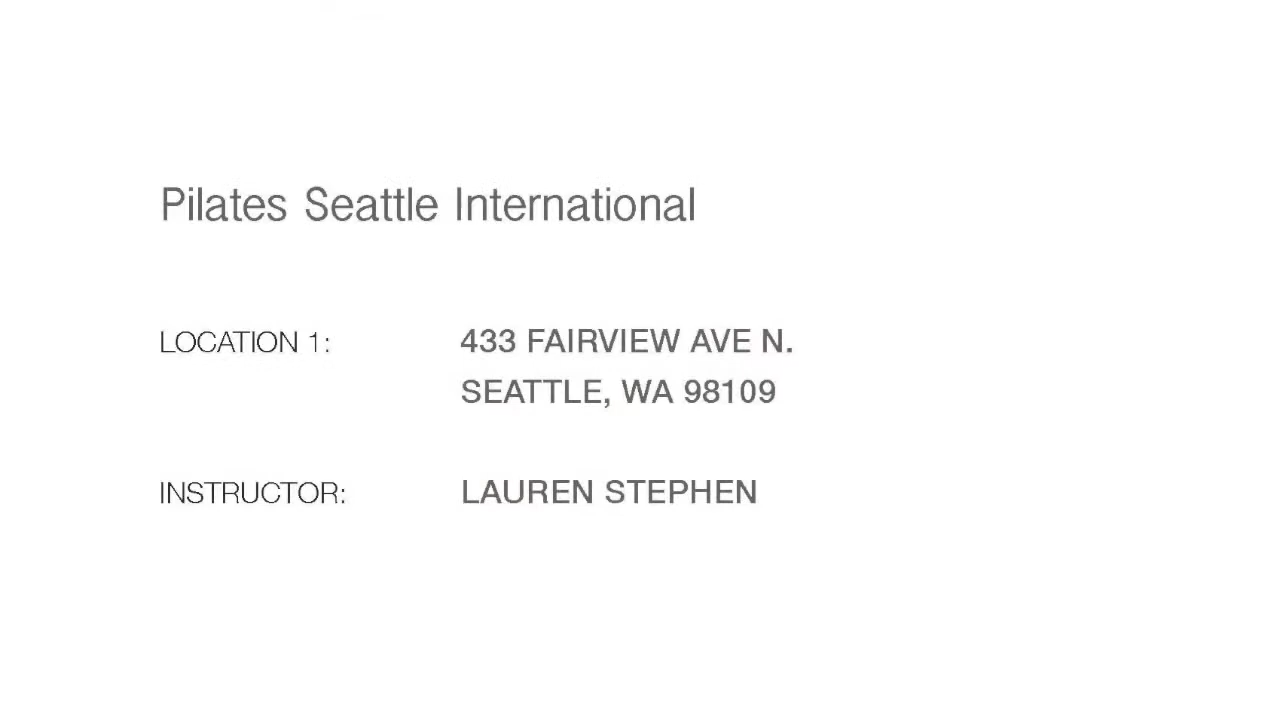 Pilates Seattle International
LOCATION 1: 433 FAIRVIEW AVE N.
SEATTLE, WA 98109
INSTRUCTOR: LAUREN STEPHEN